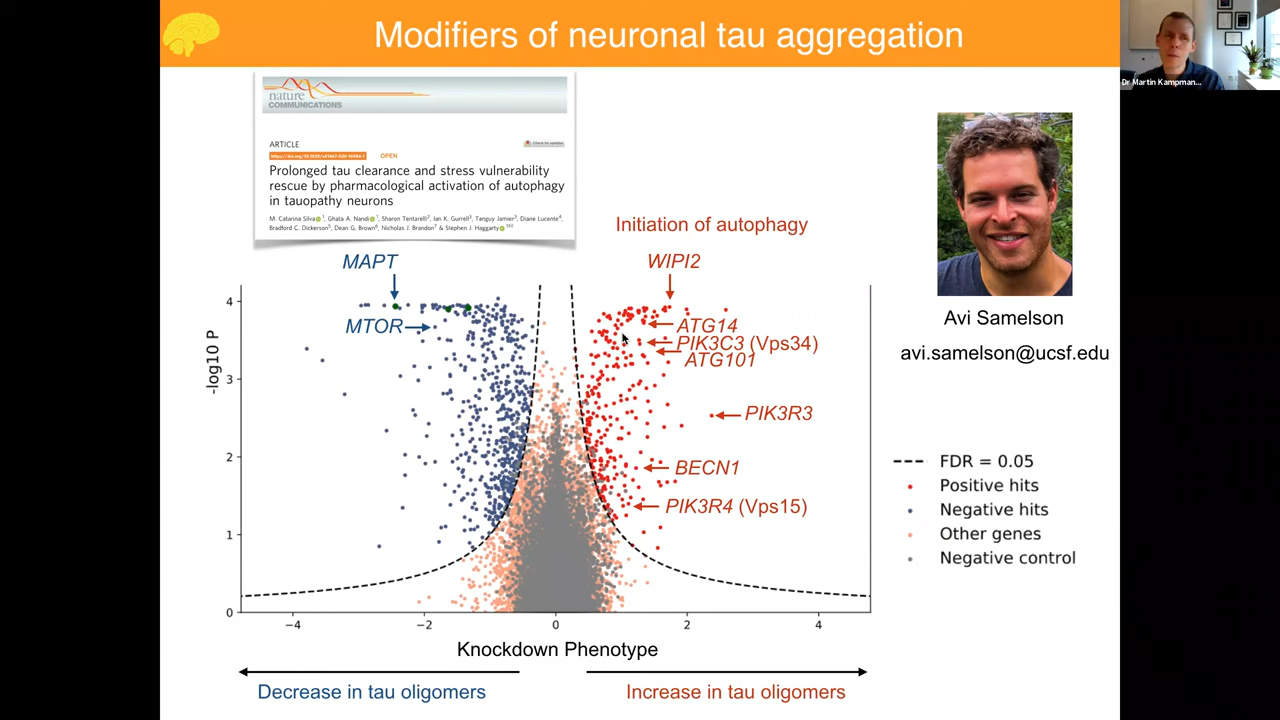 Modifiers of neuronal tau aggregation
Dr Martin Kampman...
nature
COMMUNICATIONS
ARTICLE
Check for updates
OPEN
Prolonged tau clearance and stress vulnerability
rescue by pharmacological activation of autophagy
in tauopathy neurons
M. Catarina Silva, Ghata A. Nandi, Sharon Tentarelli, Ian K. Gurrell, Tanguy Jamier, Diane Lucente,
Bradford C. Dickerson, Dean G. Brown, Nicholas J. Brandon & Stephen J. Haggarty
Initiation of autophagy
MAPT
WIPI2
MTOR
ATG14
PIK3C3 (Vps34)
ATG101
PIK3R3
BECN1
PIK3R4 (Vps15)
-log10 P
4
3
2
1
0
−4
−2
0
2
4
Knockdown Phenotype
Decrease in tau oligomers
Increase in tau oligomers
Avi Samelson
avi.samelson@ucsf.edu
FDR = 0.05
Positive hits
Negative hits
Other genes
Negative control